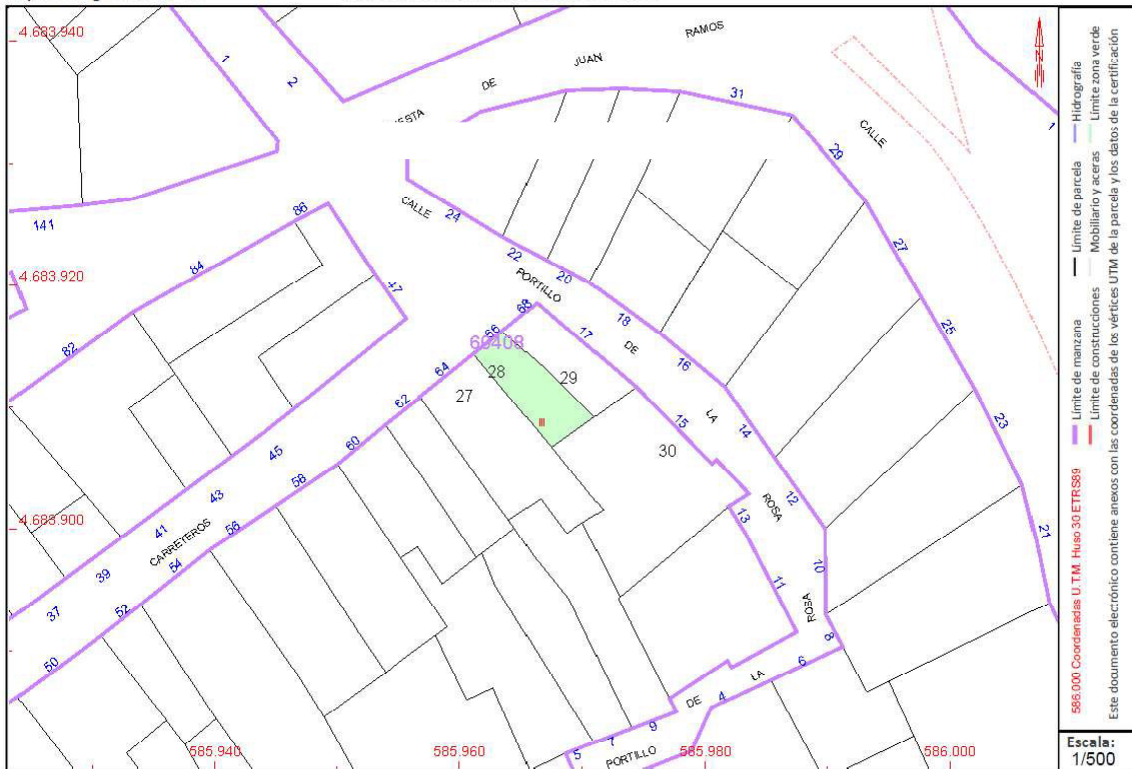 4.683.940
1
2
ESTA
DE
JUAN
RAMOS
31
CALLE
29
1
141
86
CALLE
24
84
22
27
4.683.920
47
20
PORTILLO
68
18
66
17
DE
25
82
69408
16
64
28
29
62
27
23
LA
15
14
45
60
30
58
43
12
ROSA
4.683.900
41
56
13
21
CARRETEROS
54
10
39
11
37
52
ROSA
8
50
6
LA
DE
4
9
585.940
585.960
7
585.980
586.000
5
PORTILLO
N
Hidrografía
Límite zona verde
Límite de parcela
Mobiliario y aceras
Límite de manzana
Límite de construcciones
586.000 Coordenadas U.T.M. Huso 30 ETRS89
Este documento electrónico contiene anexos con las coordenadas de los vértices UTM de la parcela y los datos de la certificación
Escala:
1/500